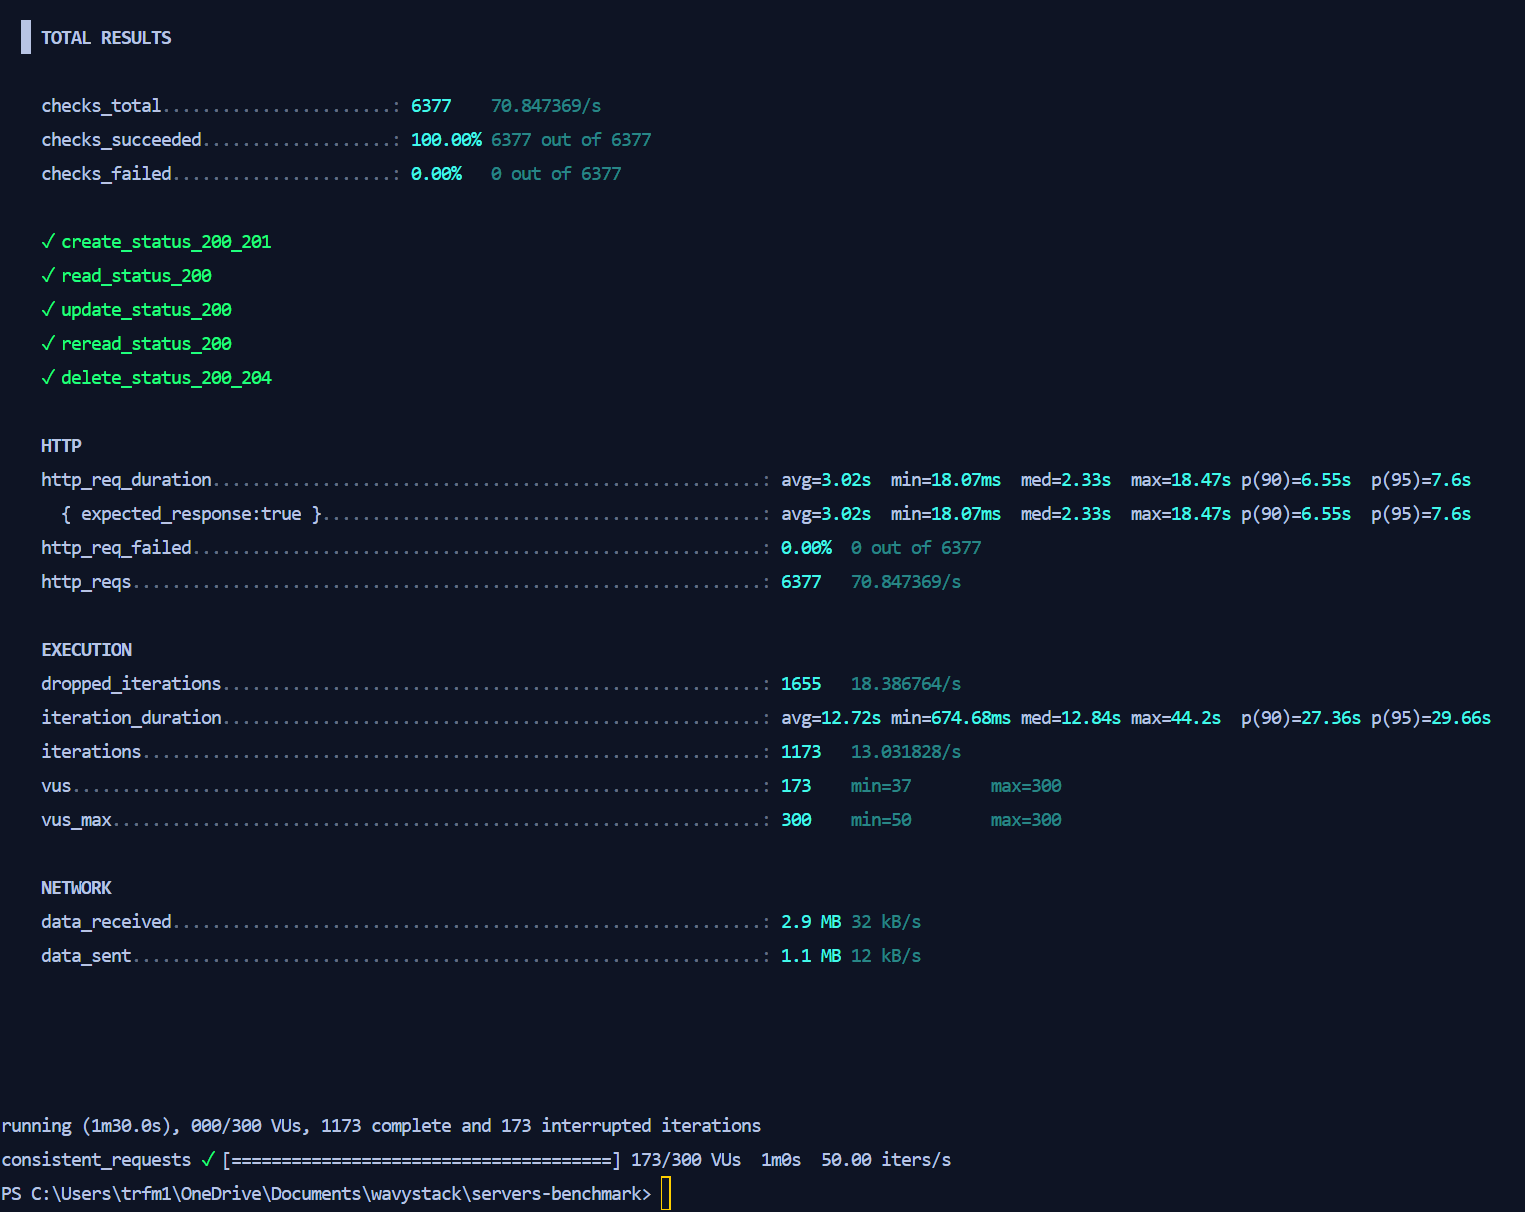 TOTAL RESULTS
checks_total.......................: 6377 70.847369/s
checks_succeeded...................: 100.00% 6377 out of 6377
checks_failed......................: 0.00% 0 out of 6377
✓ create_status_200_201
✓ read_status_200
✓ update_status_200
✓ reread_status_200
✓ delete_status_200_204
HTTP
http_req_duration.......................................................: avg=3.02s min=18.07ms med=2.33s max=18.47s p(90)=6.55s p(95)=7.6s
{ expected_response:true }............................................: avg=3.02s min=18.07ms med=2.33s max=18.47s p(90)=6.55s p(95)=7.6s
http_req_failed.........................................................: 0.00% 0 out of 6377
http_reqs...............................................................: 6377 70.847369/s
EXECUTION
dropped_iterations......................................................: 1655 18.386764/s
iteration_duration......................................................: avg=12.72s min=674.68ms med=12.84s max=44.2s p(90)=27.36s p(95)=29.66s
iterations..............................................................: 1173 13.031828/s
vus.....................................................................: 173 min=37 max=300
vus_max.................................................................: 300 min=50 max=300
NETWORK
data_received...........................................................: 2.9 MB 32 kB/s
data_sent...............................................................: 1.1 MB 12 kB/s
running (1m30.0s), 000/300 VUs, 1173 complete and 173 interrupted iterations
consistent_requests ✓ [======================================] 173/300 VUs 1m0s 50.00 iters/s
PS C:\Users\trfm1\OneDrive\Documents\wavystack\servers-benchmark>